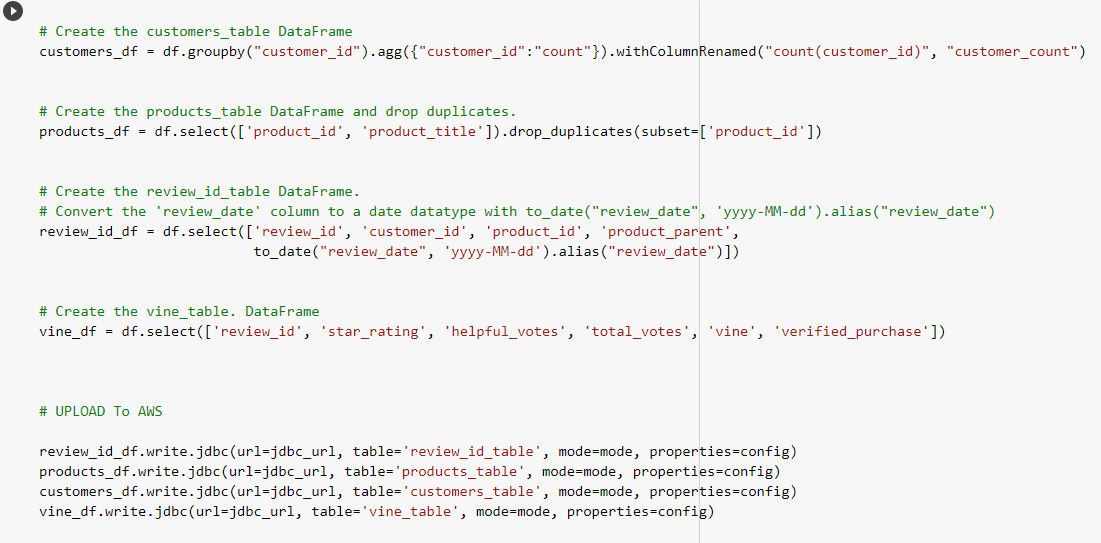 # Create the customers_table DataFrame
customers_df = df.groupby("customer_id").agg({"customer_id":"count"}).withColumnRenamed("count(customer_id)", "customer_count")
# Create the products_table DataFrame and drop duplicates.
products_df = df.select(['product_id', 'product_title']).drop_duplicates(subset=['product_id'])
# Create the review_id_table DataFrame.
# Convert the 'review_date' column to a date datatype with to_date("review_date", 'yyyy-MM-dd').alias("review_date")
review_id_df = df.select(['review_id', 'customer_id', 'product_id', 'product_parent',
to_date("review_date", 'yyyy-MM-dd').alias("review_date")])
# Create the vine_table. DataFrame
vine_df = df.select(['review_id', 'star_rating', 'helpful_votes', 'total_votes', 'vine', 'verified_purchase'])
# UPLOAD To AWS
review_id_df.write.jdbc(url=jdbc_url, table='review_id_table', mode=mode, properties=config)
products_df.write.jdbc(url=jdbc_url, table='products_table', mode=mode, properties=config)
customers_df.write.jdbc(url=jdbc_url, table='customers_table', mode=mode, properties=config)
vine_df.write.jdbc(url=jdbc_url, table='vine_table', mode=mode, properties=config)